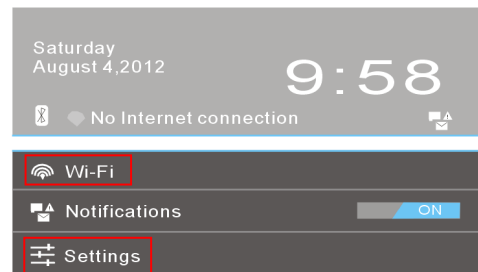 Saturday
August 4,2012
9:58
No Internet connection
Wi-Fi
Notifications
ON
Settings